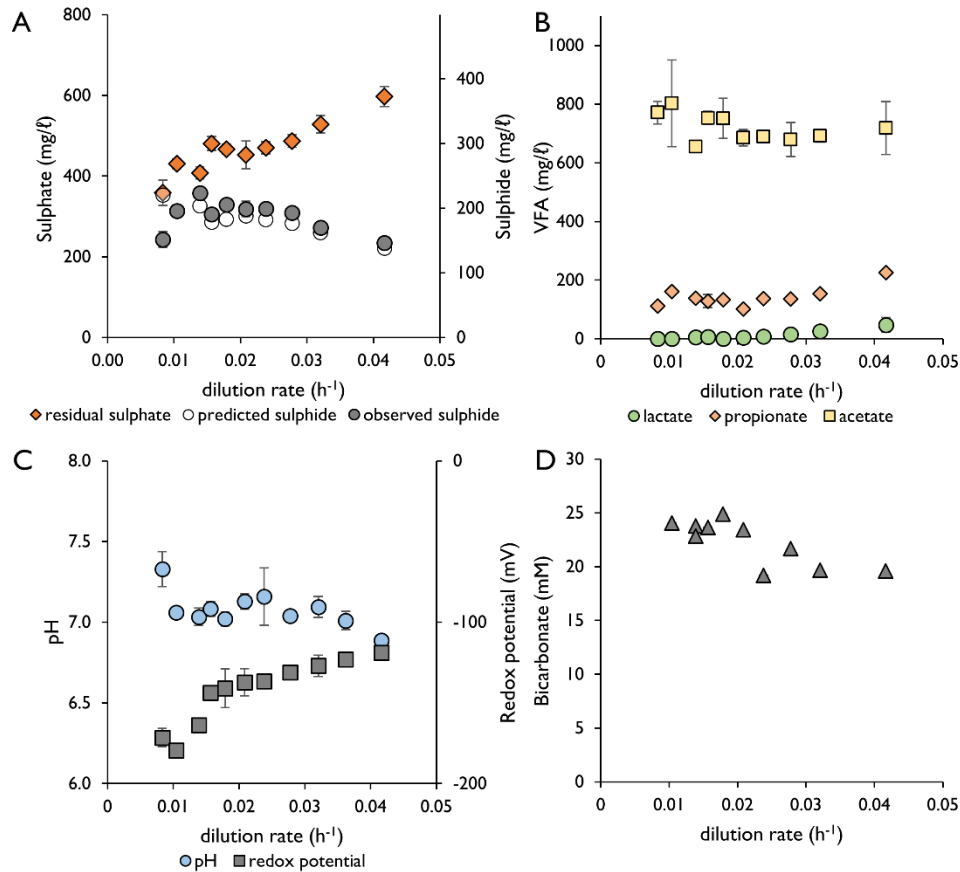 A
Sulphate (mg/ℓ)
800
600
400
200
0
Sulphide (mg/ℓ)
400
300
200
100
0
0.00 0.01 0.02 0.03 0.04 0.05
dilution rate (h⁻¹)
residual sulphate predicted sulphide observed sulphide
B
VFA (mg/ℓ)
1000
800
600
400
200
0
0 0.01 0.02 0.03 0.04 0.05
dilution rate (h⁻¹)
lactate propionate acetate
C
pH
8.0
7.5
7.0
6.5
6.0
Redox potential (mV)
0
-100
-200
0 0.01 0.02 0.03 0.04 0.05
dilution rate (h⁻¹)
pH redox potential
D
Bicarbonate (mM)
30
25
20
15
10
5
0
0 0.01 0.02 0.03 0.04 0.05
dilution rate (h⁻¹)